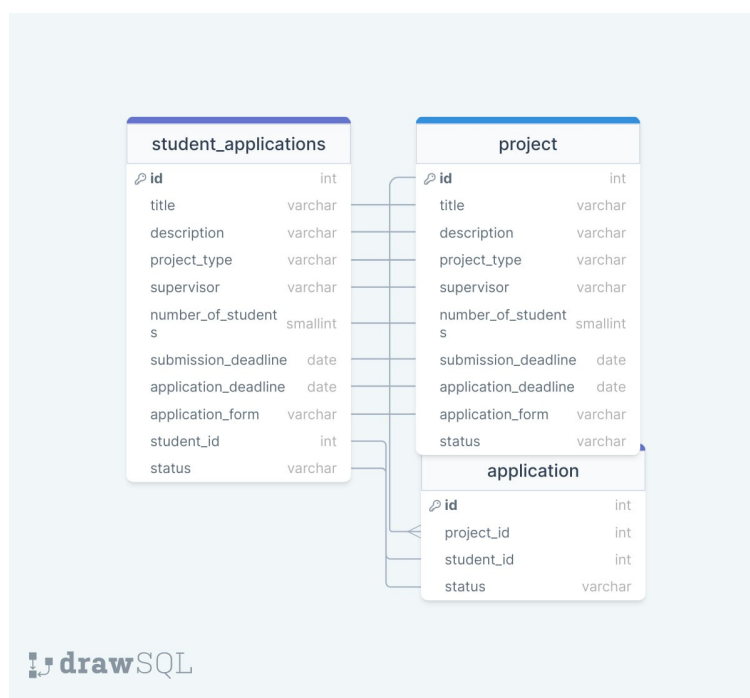 student_applications
id int
title varchar
description varchar
project_type varchar
supervisor varchar
number_of_student
s smallint
submission_deadline date
application_deadline date
application_form varchar
student_id int
status varchar
project
id int
title varchar
description varchar
project_type varchar
supervisor varchar
number_of_student
s smallint
submission_deadline date
application_deadline date
application_form varchar
status varchar
application
id int
project_id int
student_id int
status varchar
drawSQL